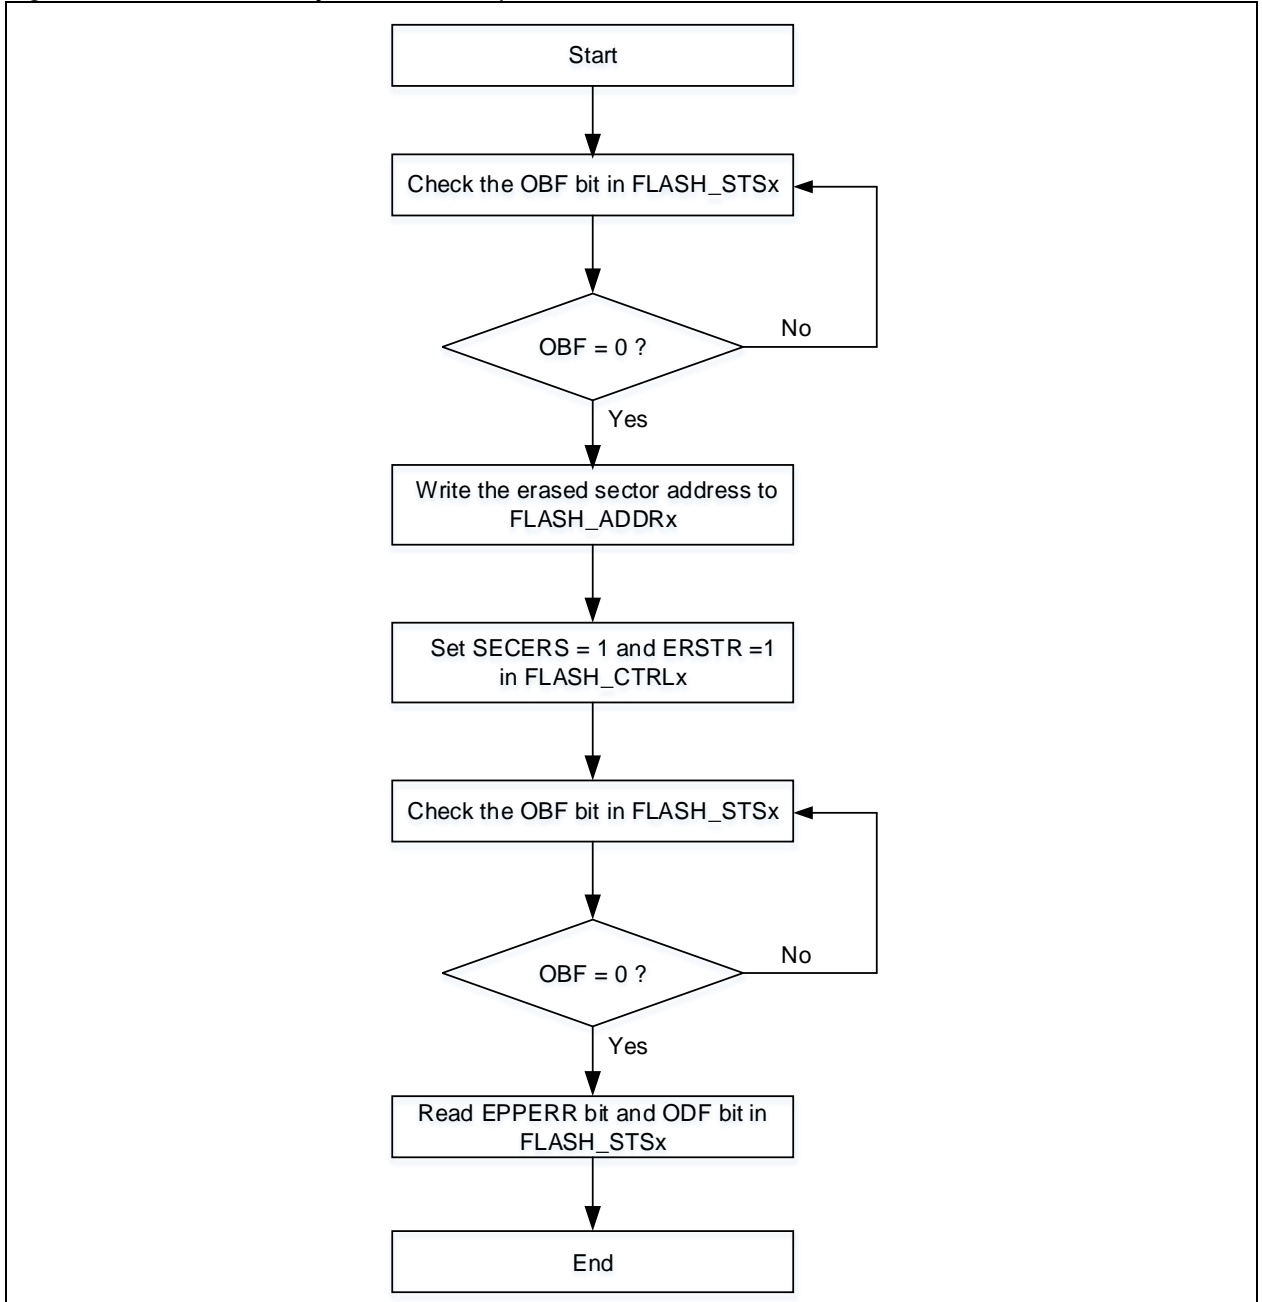 Start
Check the OBF bit in FLASH_STSx
OBF = 0 ?
No
Yes
Write the erased sector address to
FLASH_ADDRx
Set SECERS = 1 and ERSTR =1
in FLASH_CTRLx
Check the OBF bit in FLASH_STSx
OBF = 0 ?
No
Yes
Read EPPERR bit and ODF bit in
FLASH_STSx
End